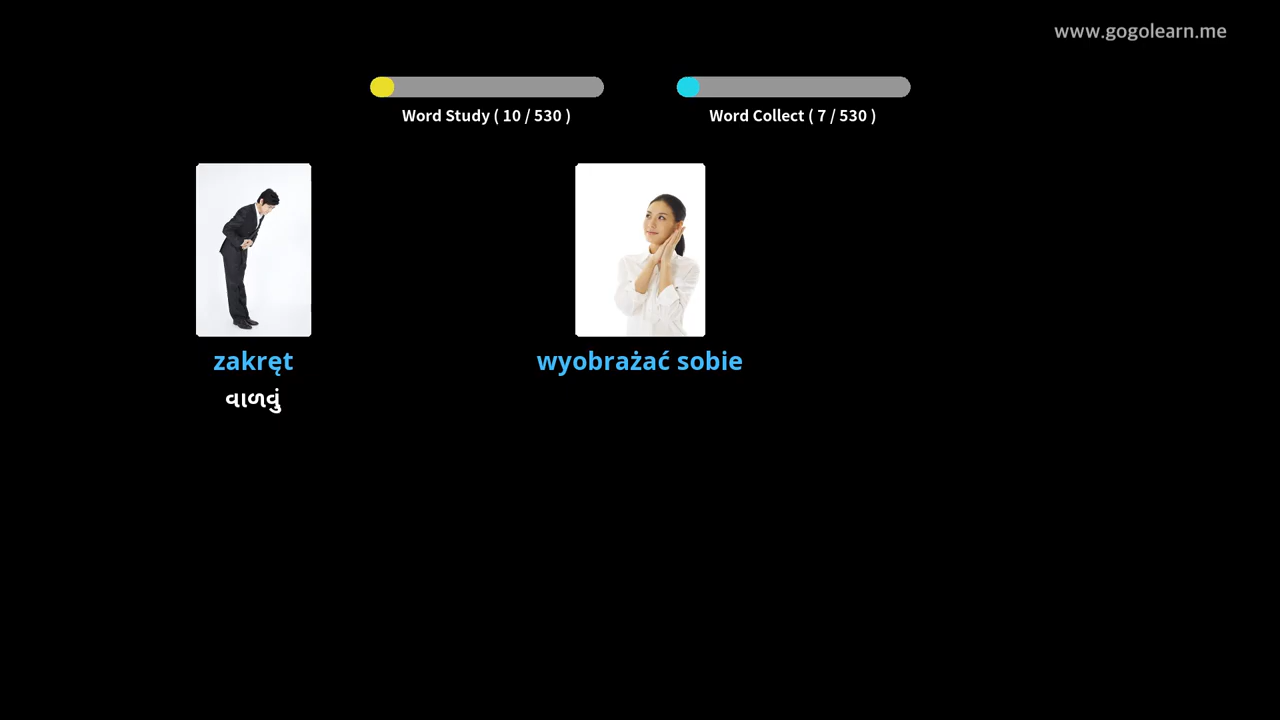 www.gogolearn.me
Word Study ( 10 / 530 )
Word Collect ( 7 / 530 )
zakręt
વાળવું
wyobrażać sobie